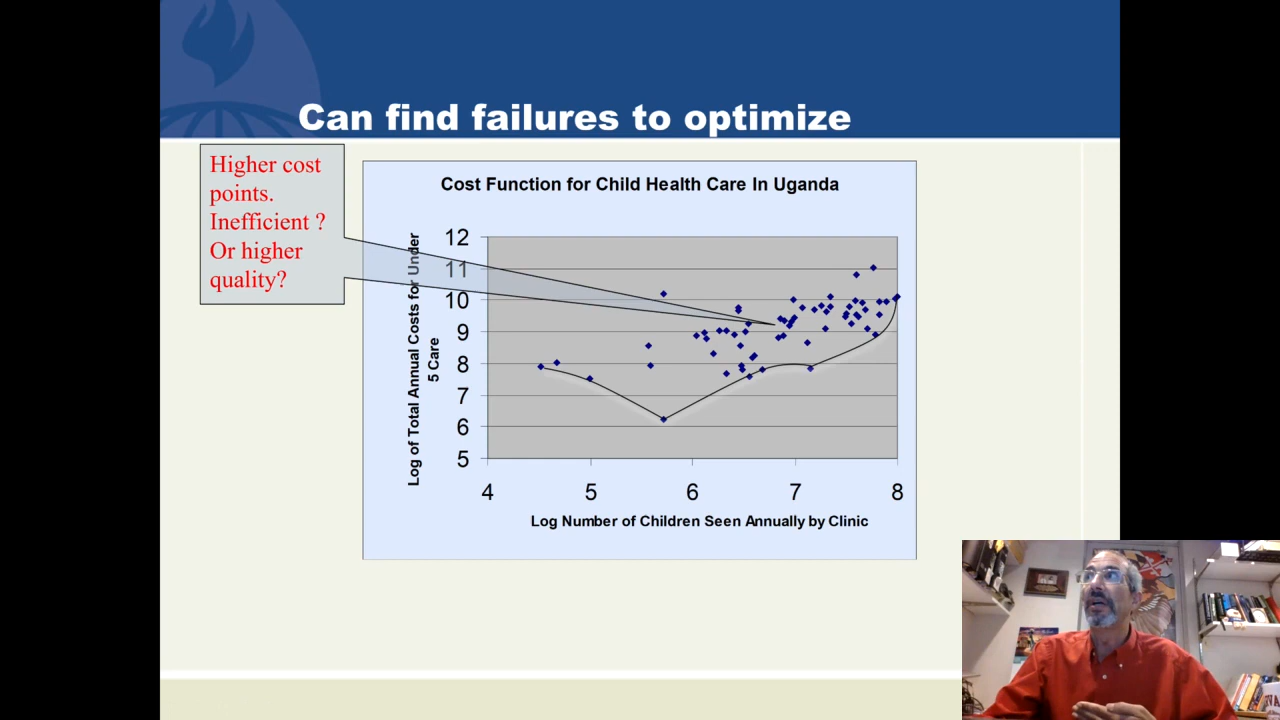 Can find failures to optimize
Higher cost
points.
Inefficient ?
Or higher
quality?
Cost Function for Child Health Care In Uganda
Log of Total Annual Costs for Under
5 Care
12
11
10
9
8
7
6
5
4 5 6 7 8
Log Number of Children Seen Annually by Clinic